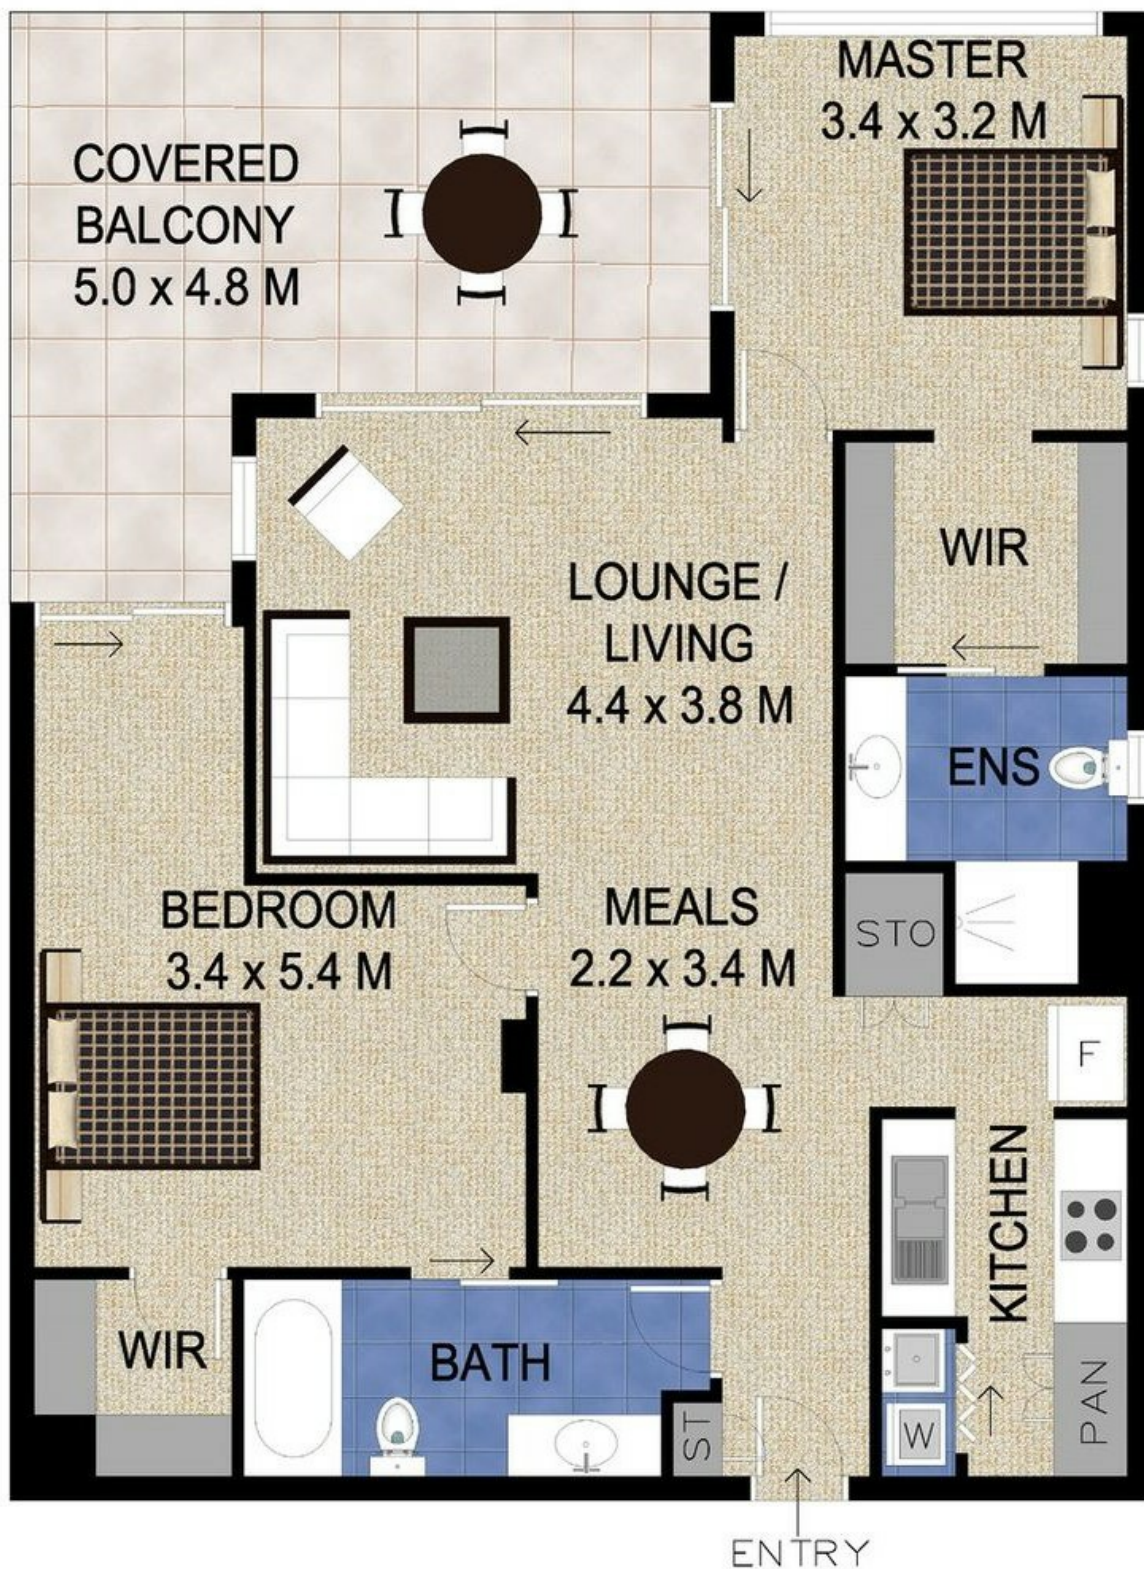 MASTER
3.4 x 3.2 M
COVERED
BALCONY
5.0 x 4.8 M
WIR
LOUNGE /
LIVING
4.4 x 3.8 M
ENS
BEDROOM
3.4 x 5.4 M
MEALS
2.2 x 3.4 M
STO
F
KITCHEN
WIR
BATH
ST
W
PAN
ENTRY